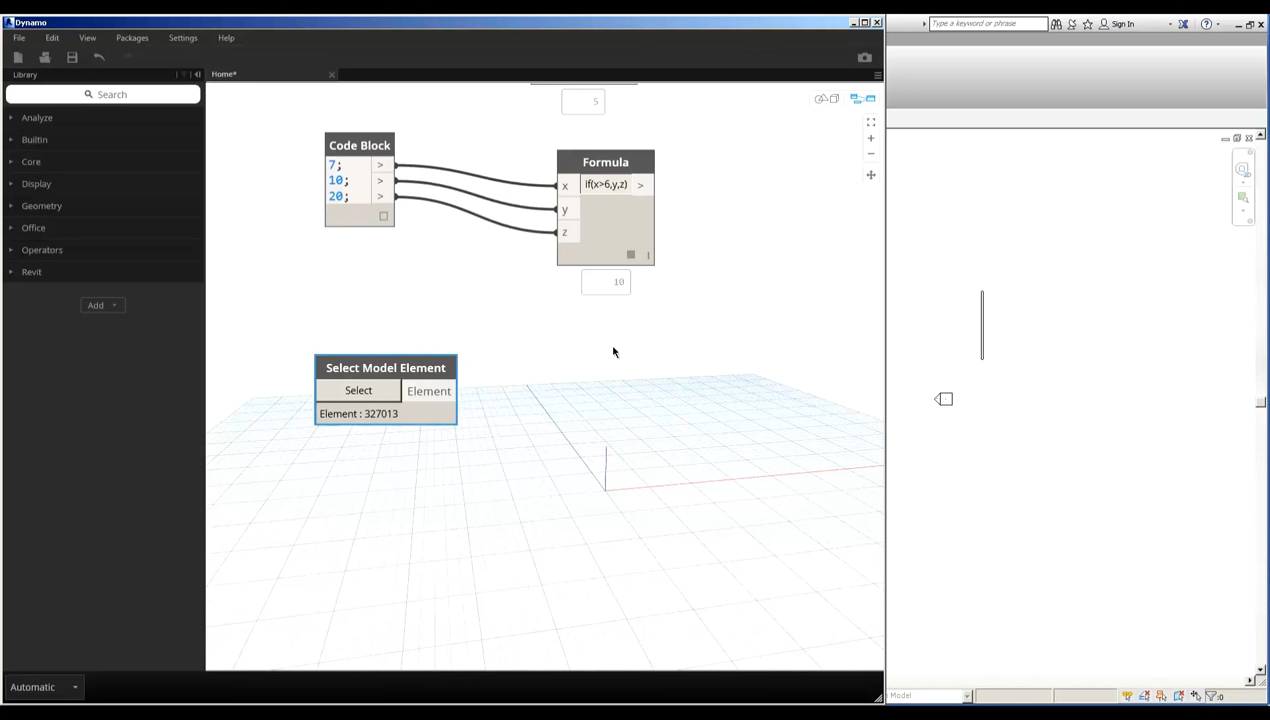 Dynamo
Type a keyword or phrase
Sign In
File Edit View Packages Settings Help
Library
Home*
Search
5
Analyze
Builtin
Core
Display
Geometry
Office
Operators
Revit
Add
Code Block
7; >
10; >
20; >
Formula
x if(x>6,y,z) >
y
z
10
Select Model Element
Select Element
Element : 327013
Automatic
Model
:0